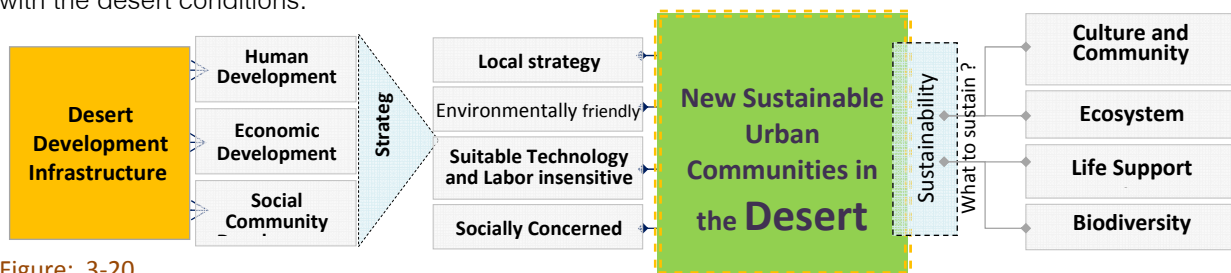 with the desert conditions.
Desert
Development
Infrastructure
Human
Development
Economic
Development
Social
Community
Strateg
Local strategy
Environmentally friendly
Suitable Technology
and Labor insensitive
Socially Concerned
New Sustainable
Urban
Communities in
the Desert
Sustainability
What to sustain ?
Culture and
Community
Ecosystem
Life Support
Biodiversity
Figure: 3-20